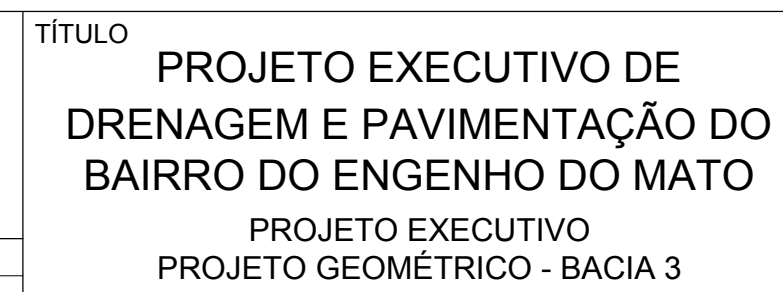 TÍTULO
PROJETO EXECUTIVO DE
DRENAGEM E PAVIMENTAÇÃO DO
BAIRRO DO ENGENHO DO MATO
PROJETO EXECUTIVO
PROJETO GEOMÉTRICO - BACIA 3